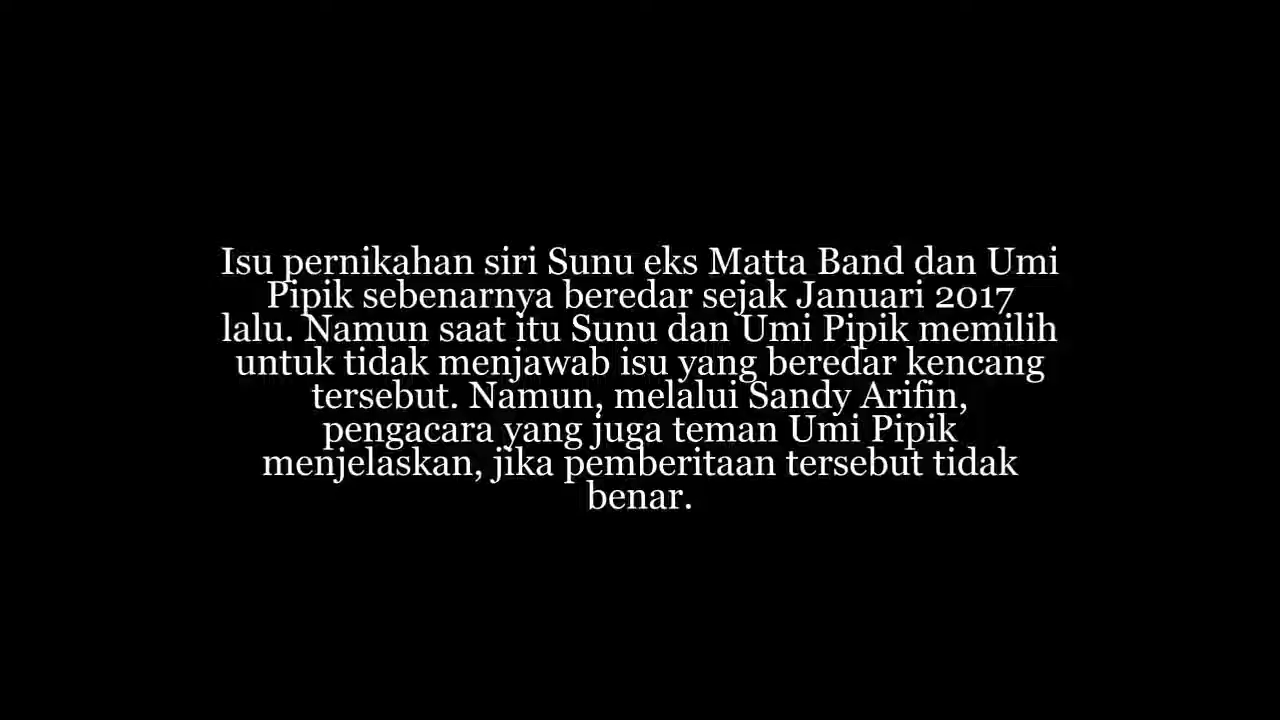 Isu pernikahan siri Sunu eks Matta Band dan Umi
Pipik sebenarnya beredar sejak Januari 2017
lalu. Namun saat itu Sunu dan Umi Pipik memilih
untuk tidak menjawab isu yang beredar kencang
tersebut. Namun, melalui Sandy Arifin,
pengacara yang juga teman Umi Pipik
menjelaskan, jika pemberitaan tersebut tidak
benar.